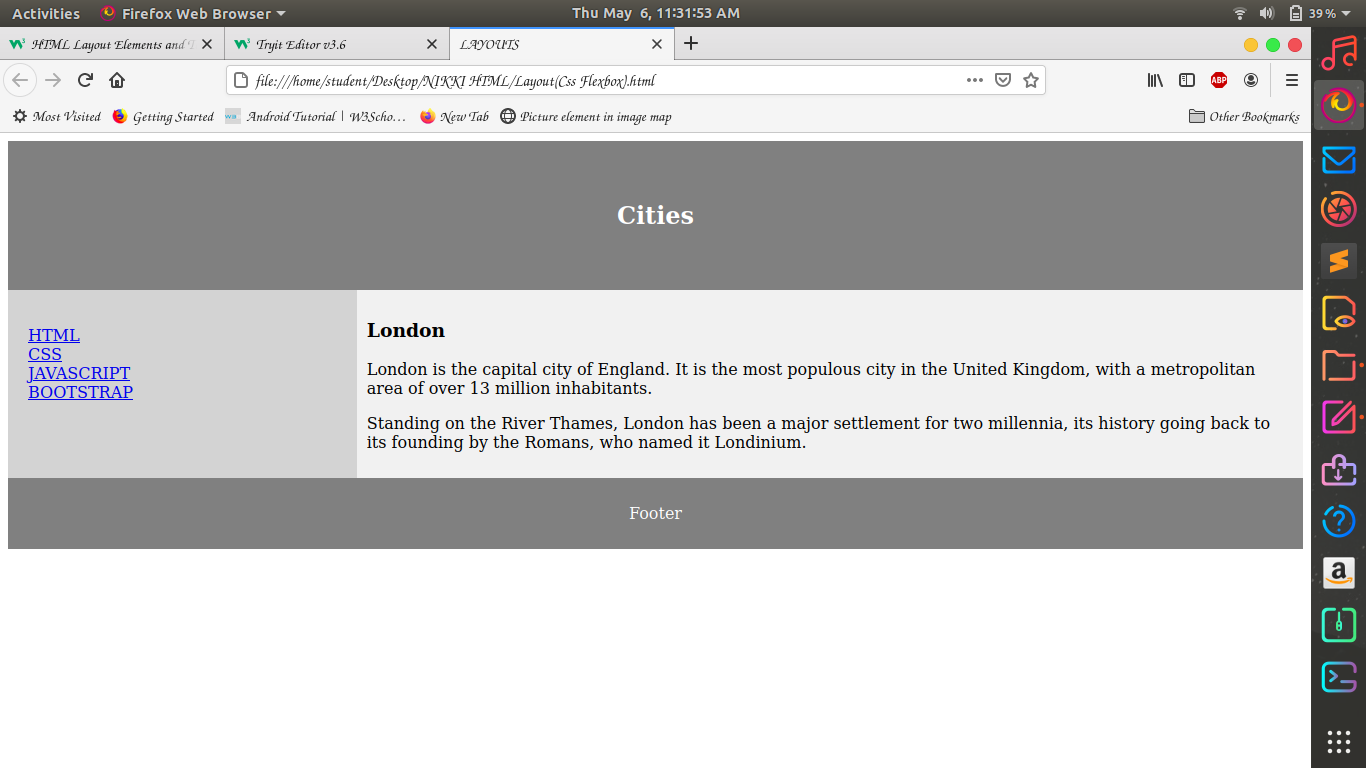 Activities Firefox Web Browser Thu May 6, 11:31:53 AM 39%
HTML Layout Elements and T Tryit Editor v3.6 LAYOUTS
file:///home/student/Desktop/NIKKI HTML/Layout(Css Flexbox).html ABP
Most Visited Getting Started Android Tutorial | W3Scho… New Tab Picture element in image map Other Bookmarks
Cities
HTML
CSS
JAVASCRIPT
BOOTSTRAP
London
London is the capital city of England. It is the most populous city in the United Kingdom, with a metropolitan
area of over 13 million inhabitants.
Standing on the River Thames, London has been a major settlement for two millennia, its history going back to
its founding by the Romans, who named it Londinium.
Footer